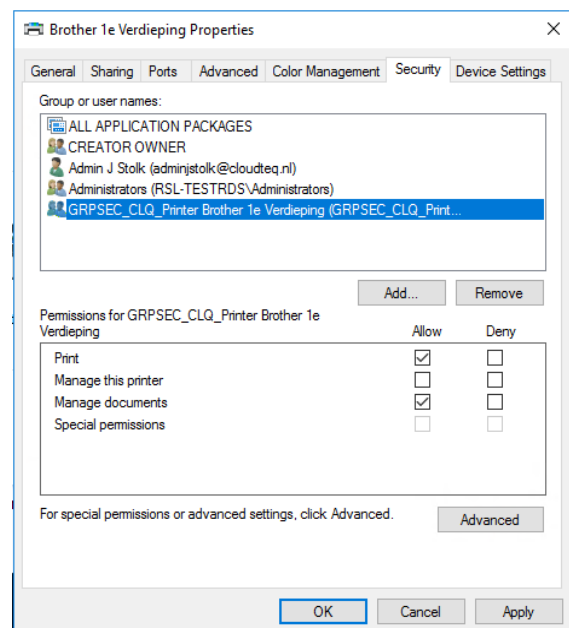 Brother 1e Verdieping Properties
General Sharing Ports Advanced Color Management Security Device Settings
Group or user names:
ALL APPLICATION PACKAGES
CREATOR OWNER
Admin J Stolk (adminjstolk@cloudteq.nl)
Administrators (RSL-TESTRDS\Administrators)
GRPSEC_CLQ_Printer Brother 1e Verdieping (GRPSEC_CLQ_Print...
Add... Remove
Permissions for GRPSEC_CLQ_Printer Brother 1e
Verdieping Allow Deny
Print
Manage this printer
Manage documents
Special permissions
For special permissions or advanced settings, click Advanced. Advanced
OK Cancel Apply